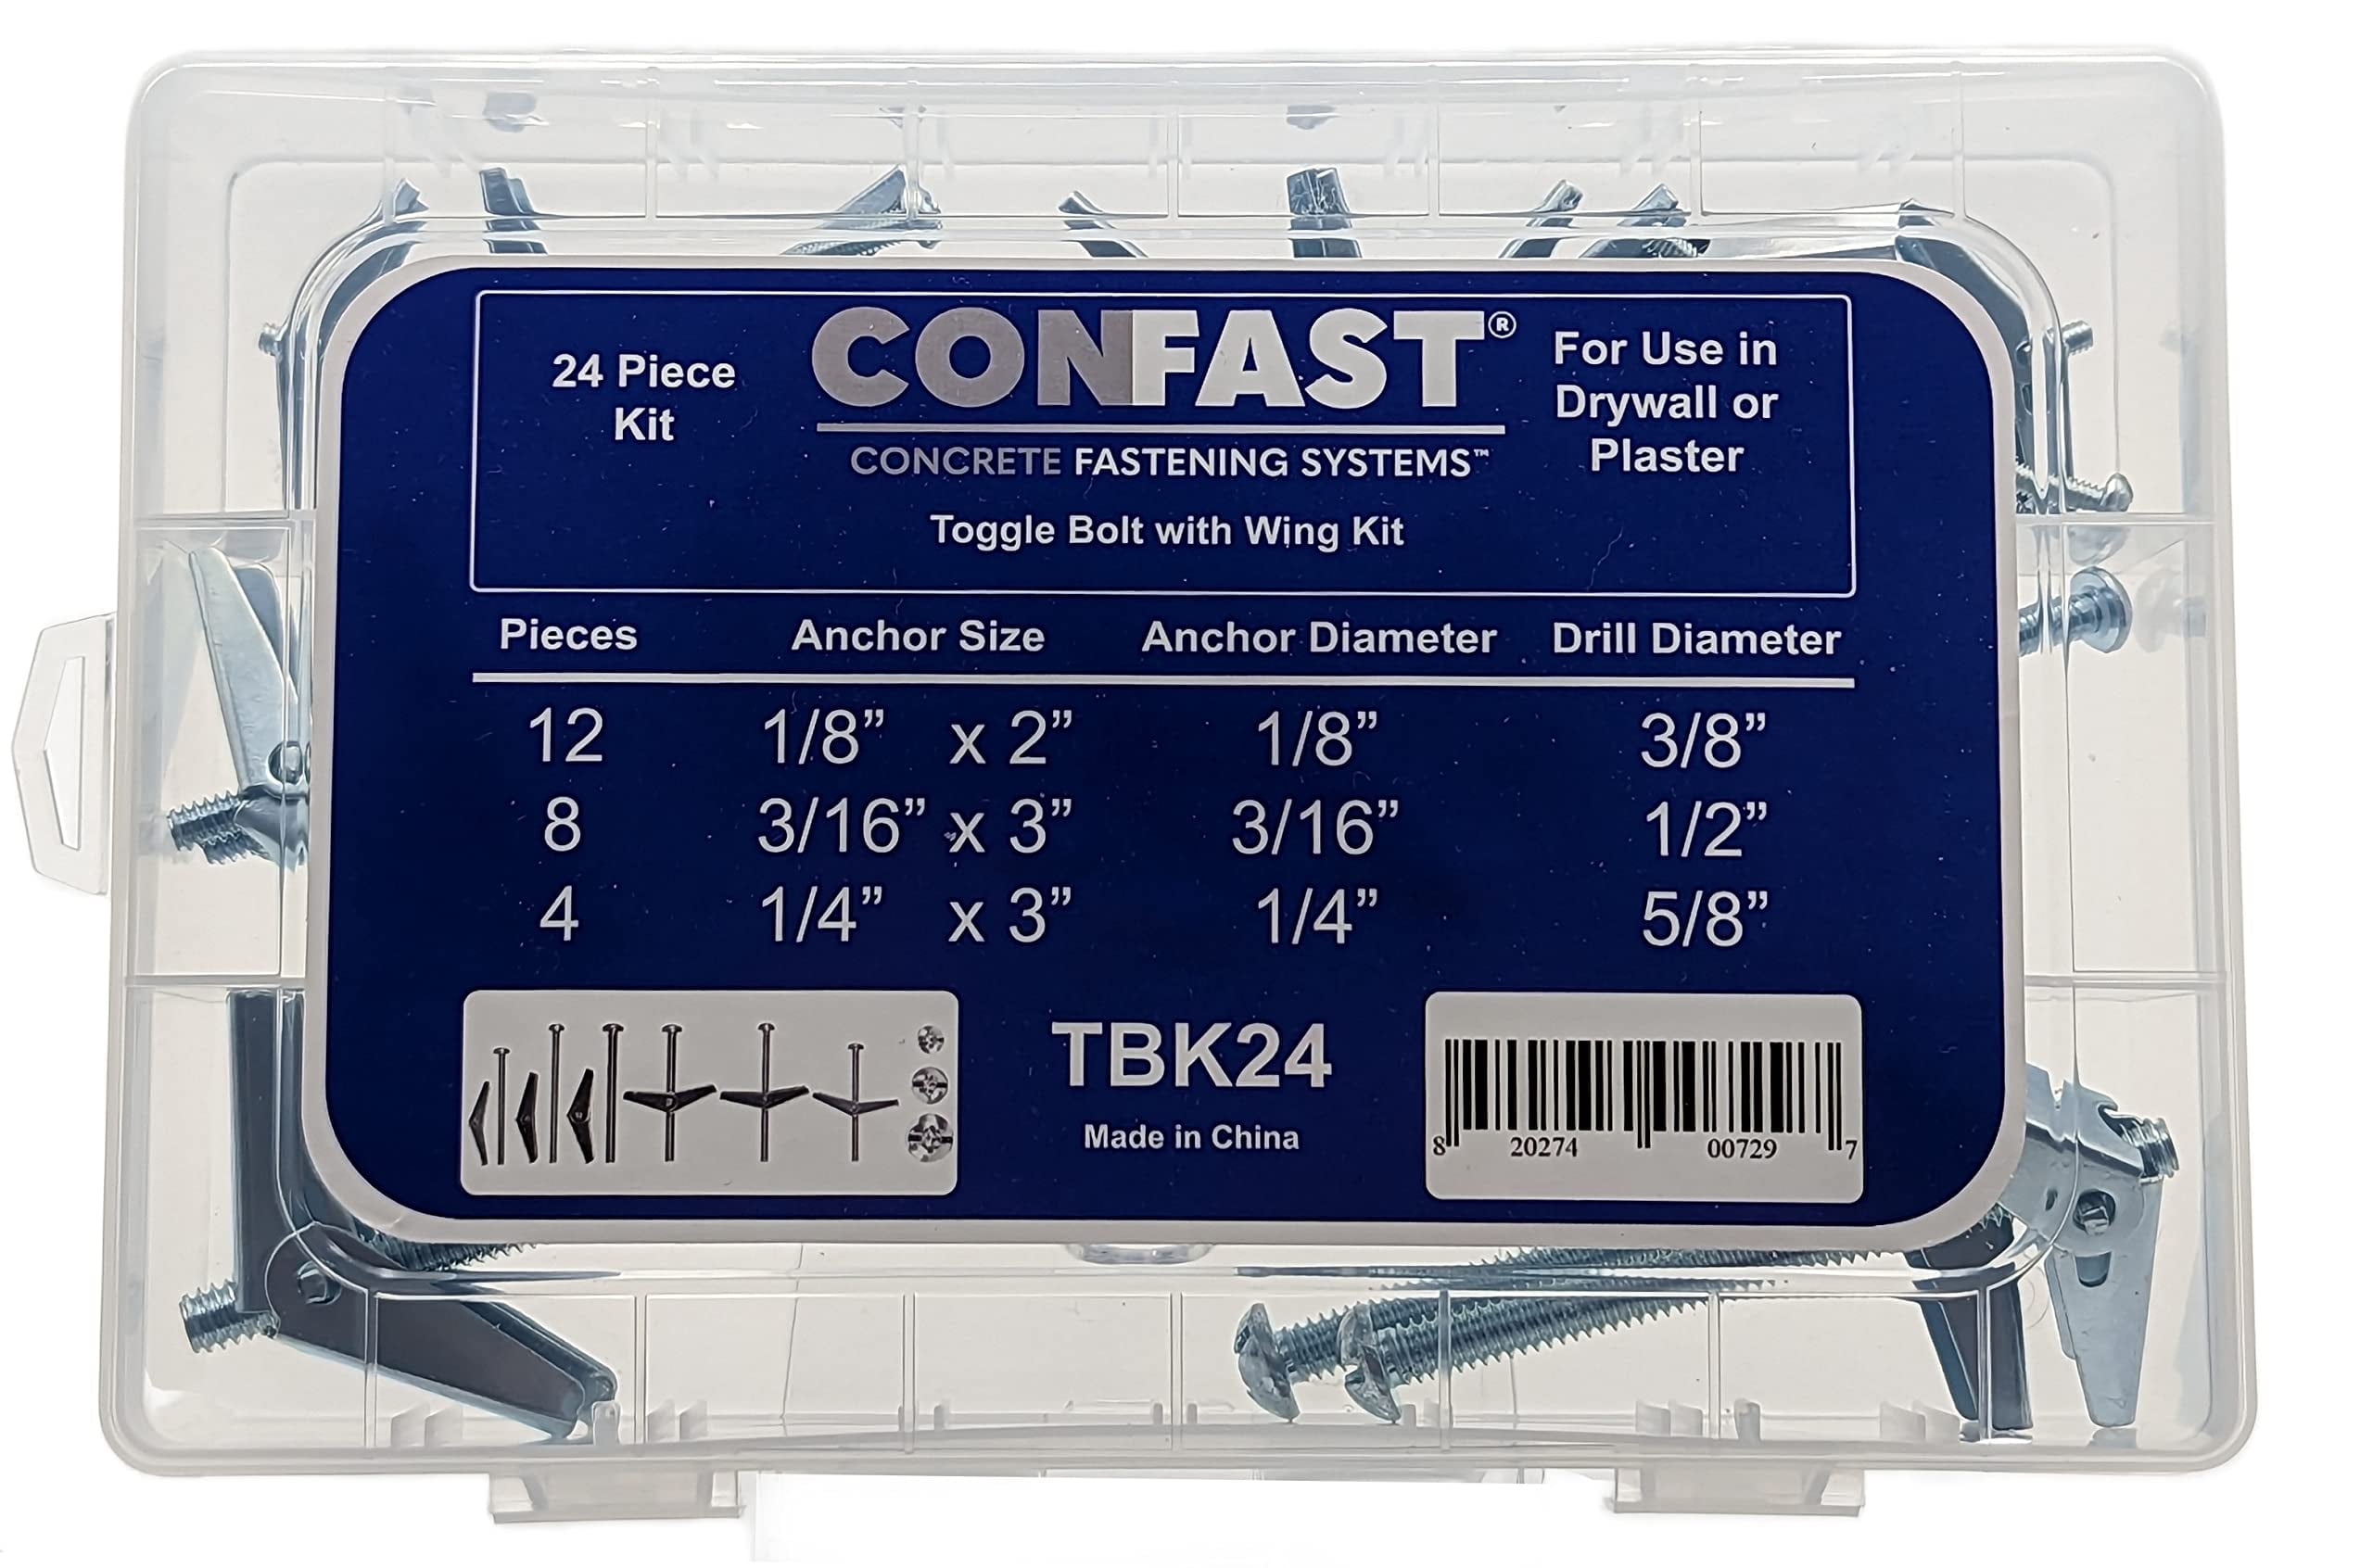 24 Piece
Kit
CONFAST®
CONCRETE FASTENING SYSTEMS™
For Use in
Drywall or
Plaster
Toggle Bolt with Wing Kit
Pieces Anchor Size Anchor Diameter Drill Diameter
12 1/8” x 2” 1/8” 3/8”
8 3/16” x 3” 3/16” 1/2”
4 1/4” x 3” 1/4” 5/8”
TBK24
Made in China
8 20274 00729 7